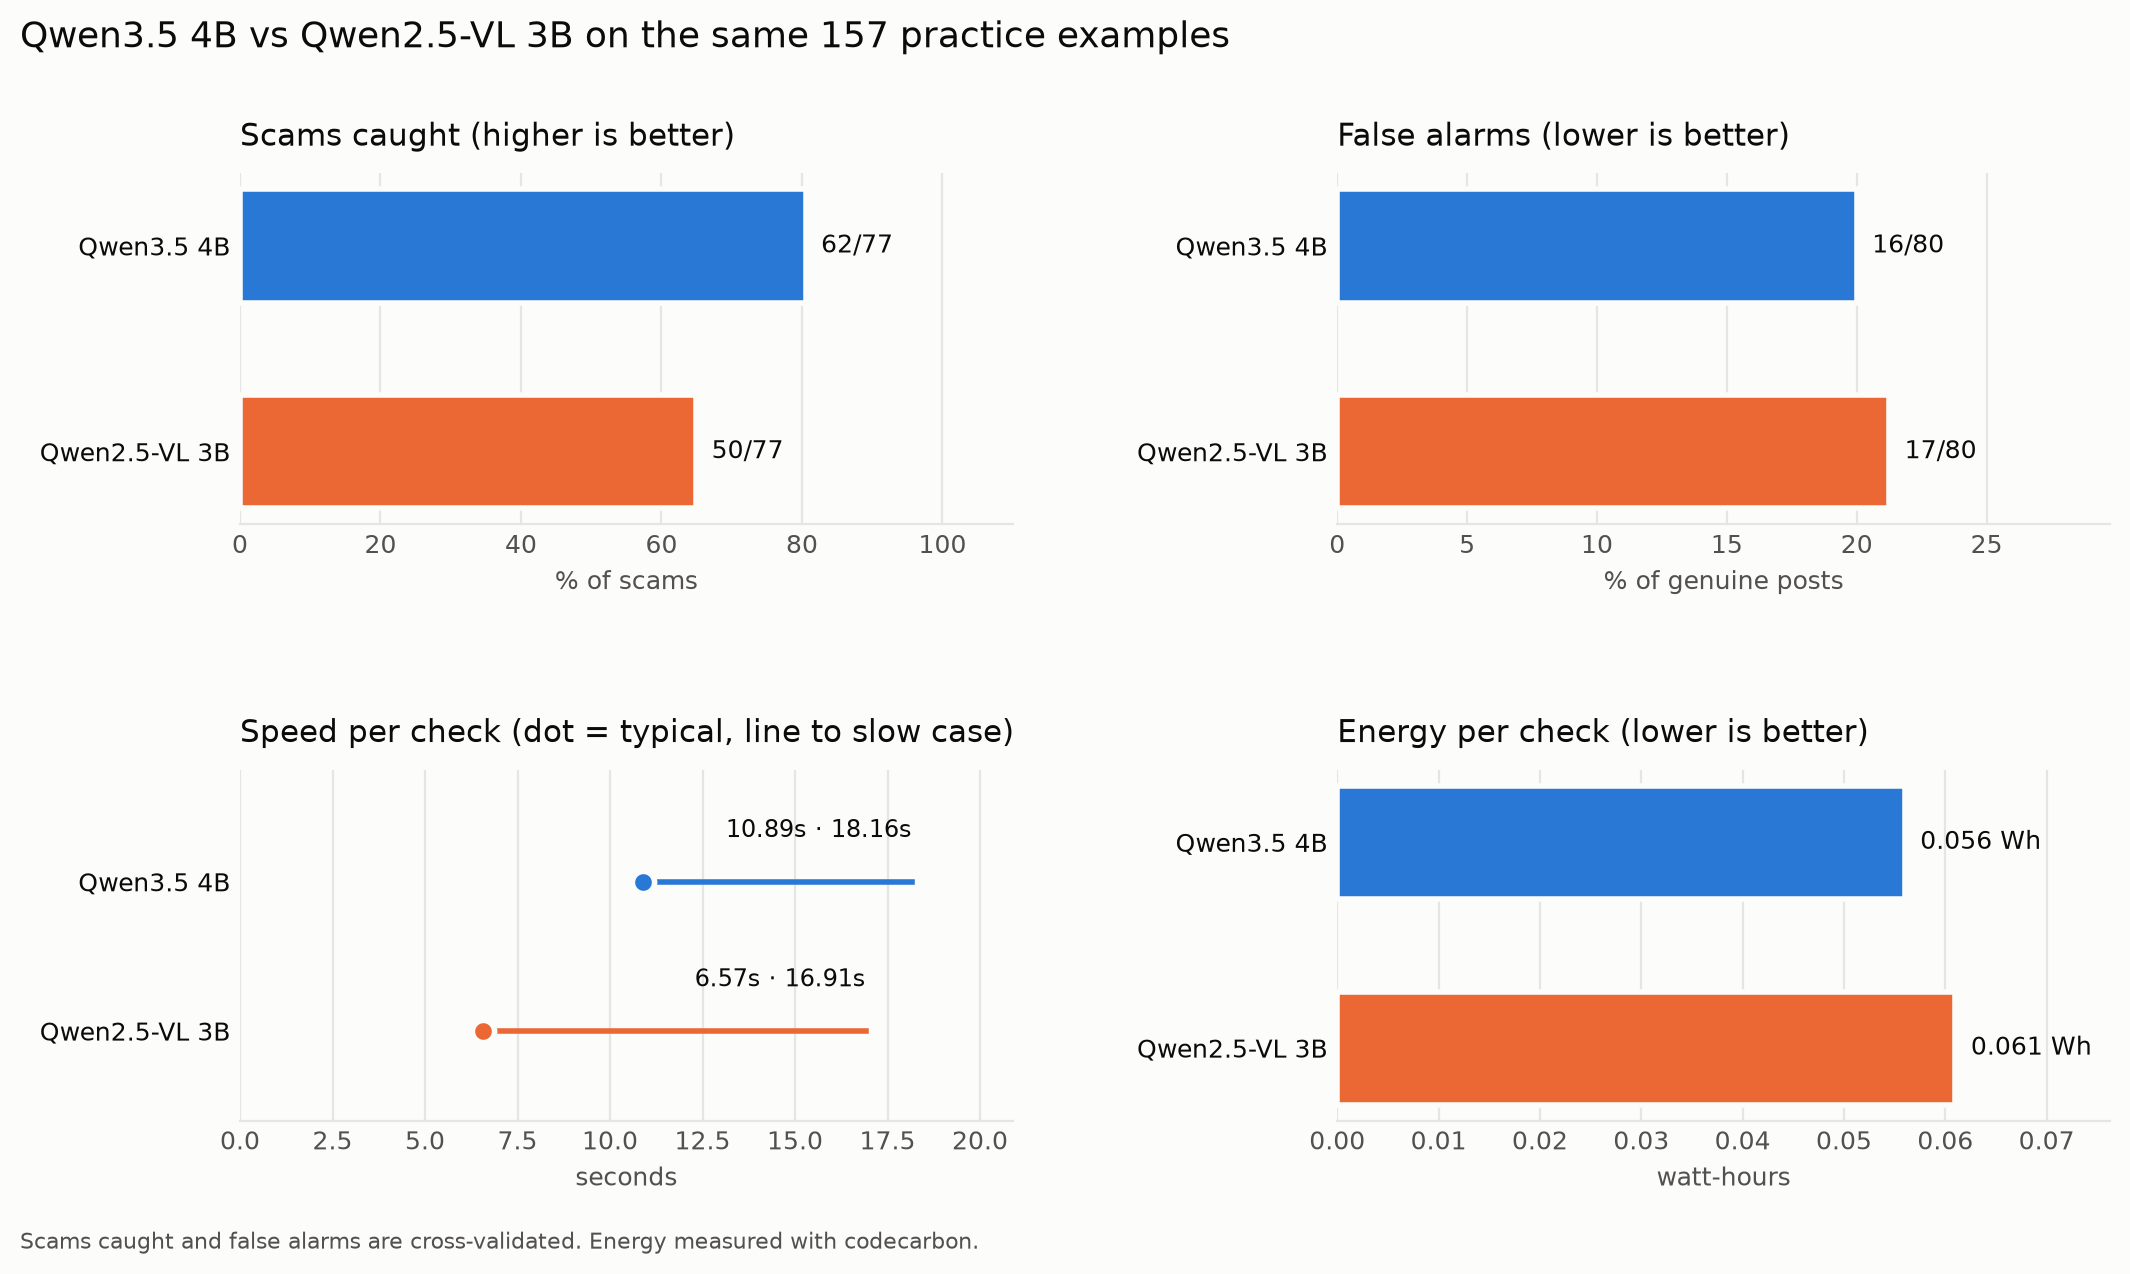 Qwen3.5 4B vs Qwen2.5-VL 3B on the same 157 practice examples
Scams caught (higher is better)
Qwen3.5 4B
62/77
Qwen2.5-VL 3B
50/77
0 20 40 60 80 100
% of scams
False alarms (lower is better)
Qwen3.5 4B
16/80
Qwen2.5-VL 3B
17/80
0 5 10 15 20 25
% of genuine posts
Speed per check (dot = typical, line to slow case)
10.89s · 18.16s
Qwen3.5 4B
6.57s · 16.91s
Qwen2.5-VL 3B
0.0 2.5 5.0 7.5 10.0 12.5 15.0 17.5 20.0
seconds
Energy per check (lower is better)
Qwen3.5 4B
0.056 Wh
Qwen2.5-VL 3B
0.061 Wh
0.00 0.01 0.02 0.03 0.04 0.05 0.06 0.07
watt-hours
Scams caught and false alarms are cross-validated. Energy measured with codecarbon.